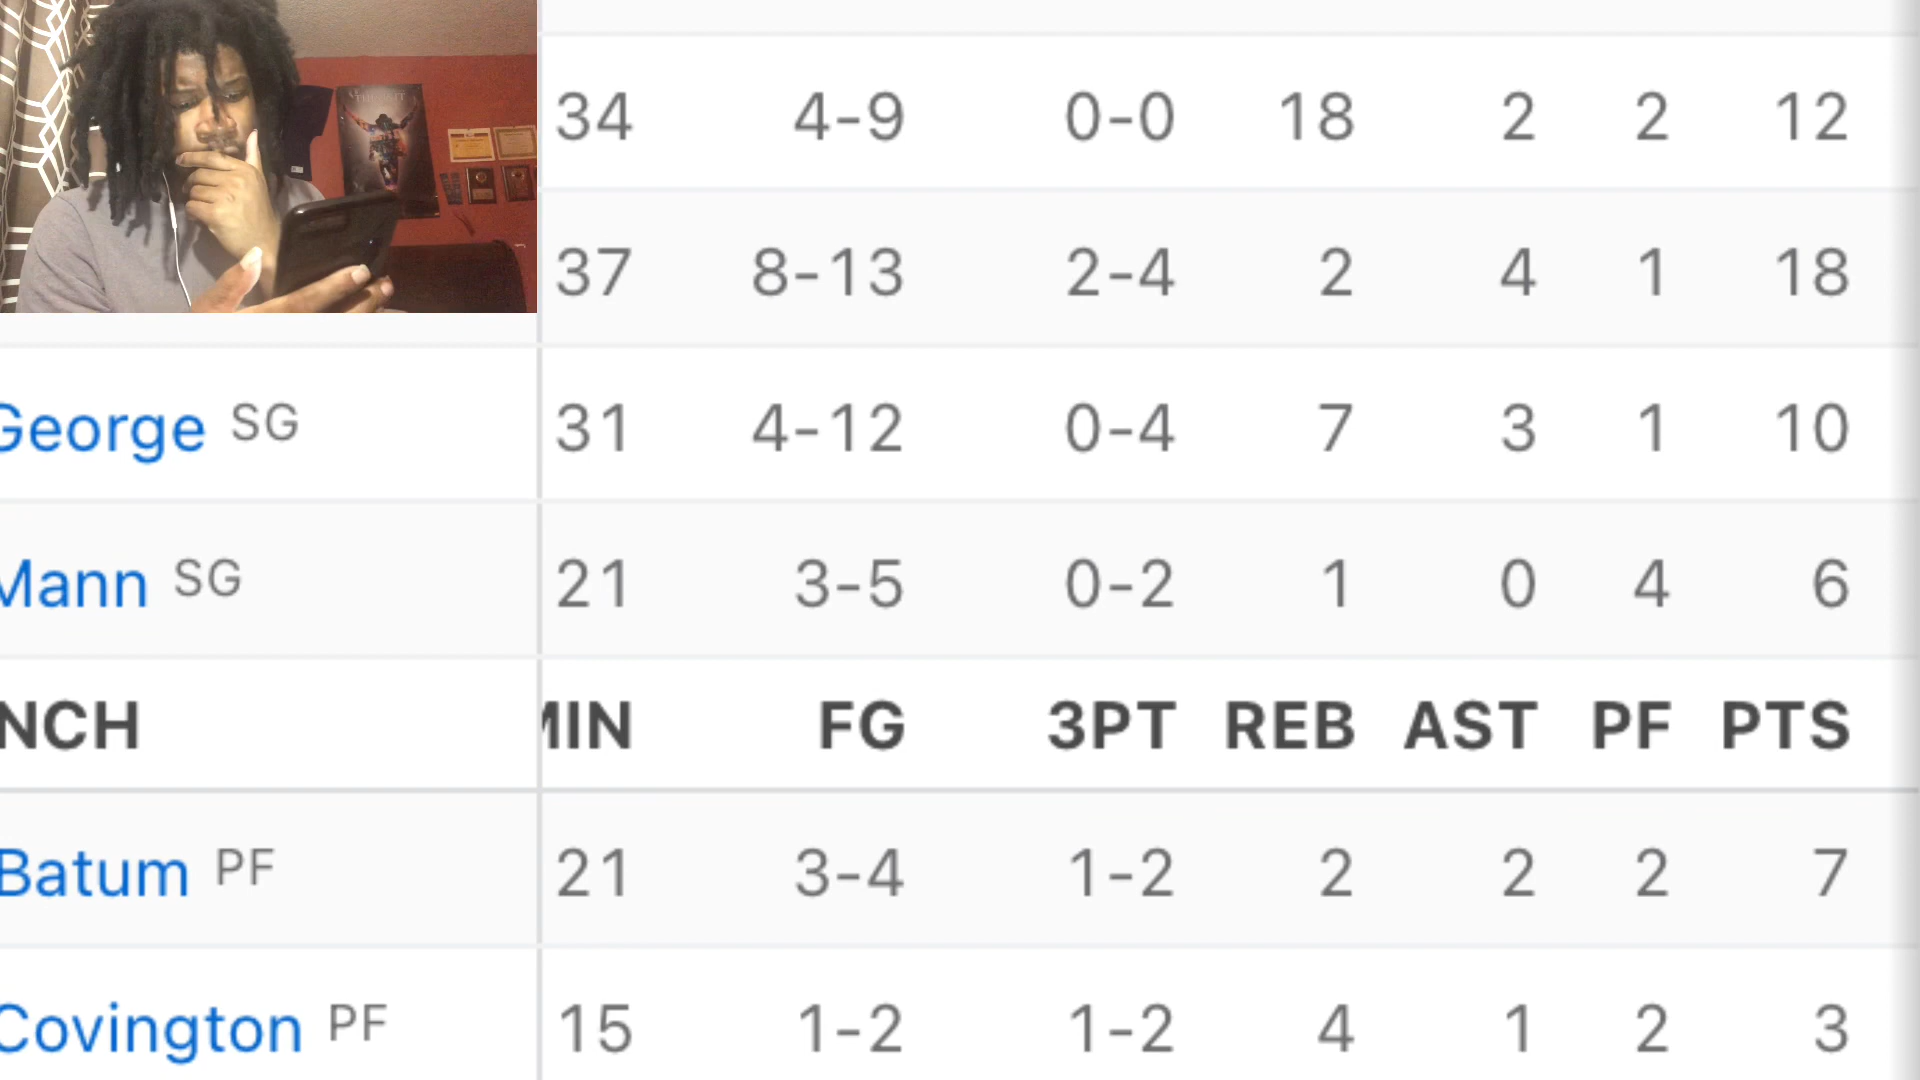 34 4-9 0-0 18 2 2 12
37 8-13 2-4 2 4 1 18
George SG 31 4-12 0-4 7 3 1 10
Mann SG 21 3-5 0-2 1 0 4 6
NCH MIN FG 3PT REB AST PF PTS
Batum PF 21 3-4 1-2 2 2 2 7
Covington PF 15 1-2 1-2 4 1 2 3